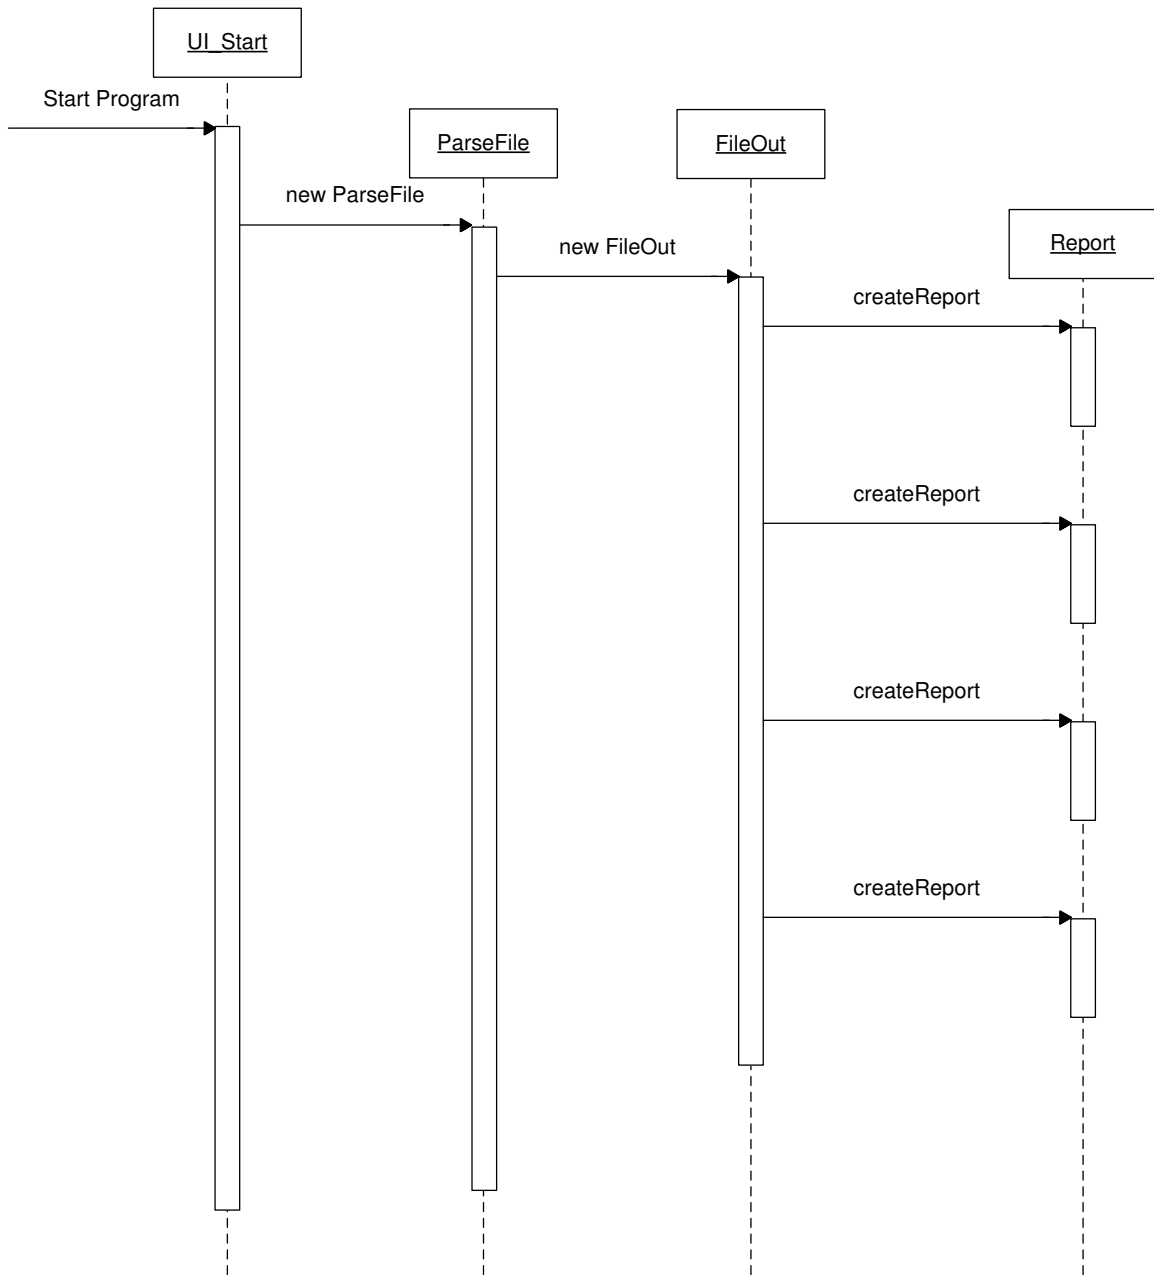 UI_Start
Start Program
ParseFile
FileOut
new ParseFile
Report
new FileOut
createReport
createReport
createReport
createReport